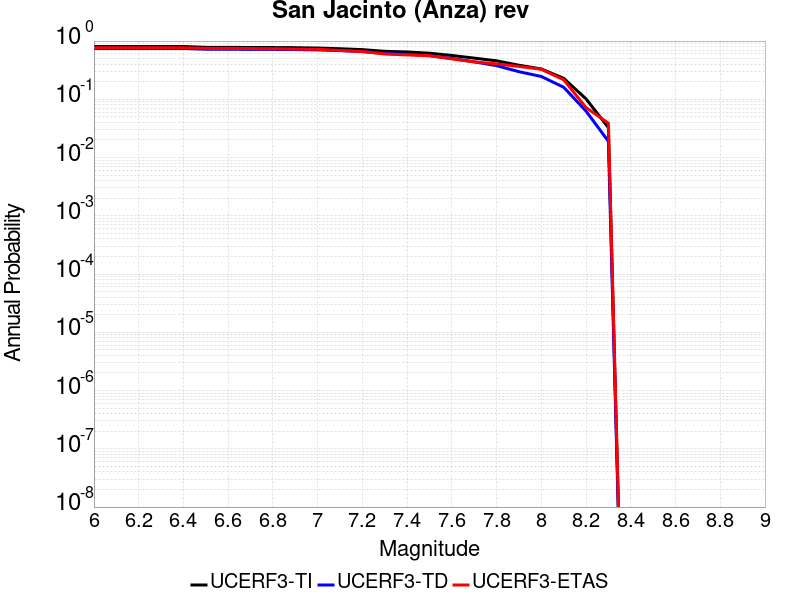 San Jacinto (Anza) rev
10^0
10^-1
10^-2
10^-3
10^-4
10^-5
10^-6
10^-7
10^-8
Annual Probability
6 6.2 6.4 6.6 6.8 7 7.2 7.4 7.6 7.8 8 8.2 8.4 8.6 8.8 9
Magnitude
UCERF3-TI UCERF3-TD UCERF3-ETAS